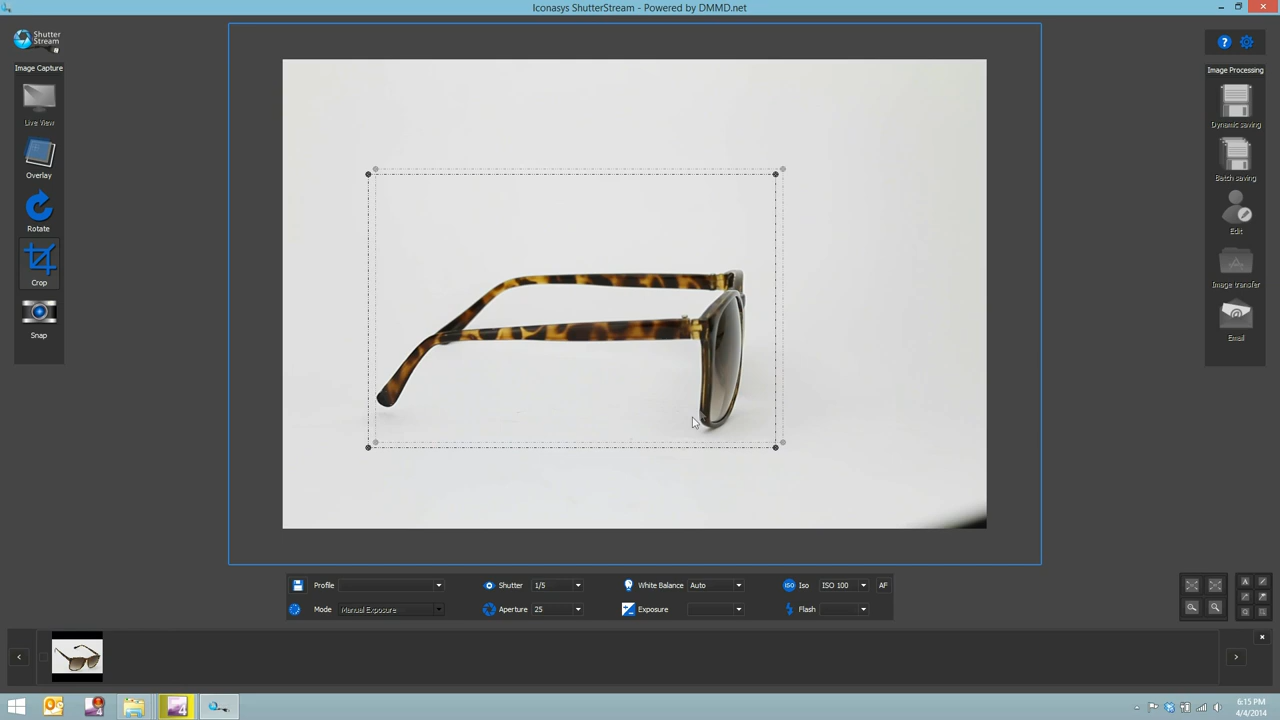 Iconasys ShutterStream - Powered by DMMD.net
Shutter
Stream
Image Capture
Live View
Overlay
Rotate
Crop
Snap
Image Processing
Dynamic saving
Batch saving
Edit
Image transfer
Email
Profile Shutter 1/5 White Balance Auto ISO Iso ISO 100 AF
Mode Manual Exposure Aperture 25 Exposure Flash
6:15 PM
4/4/2014